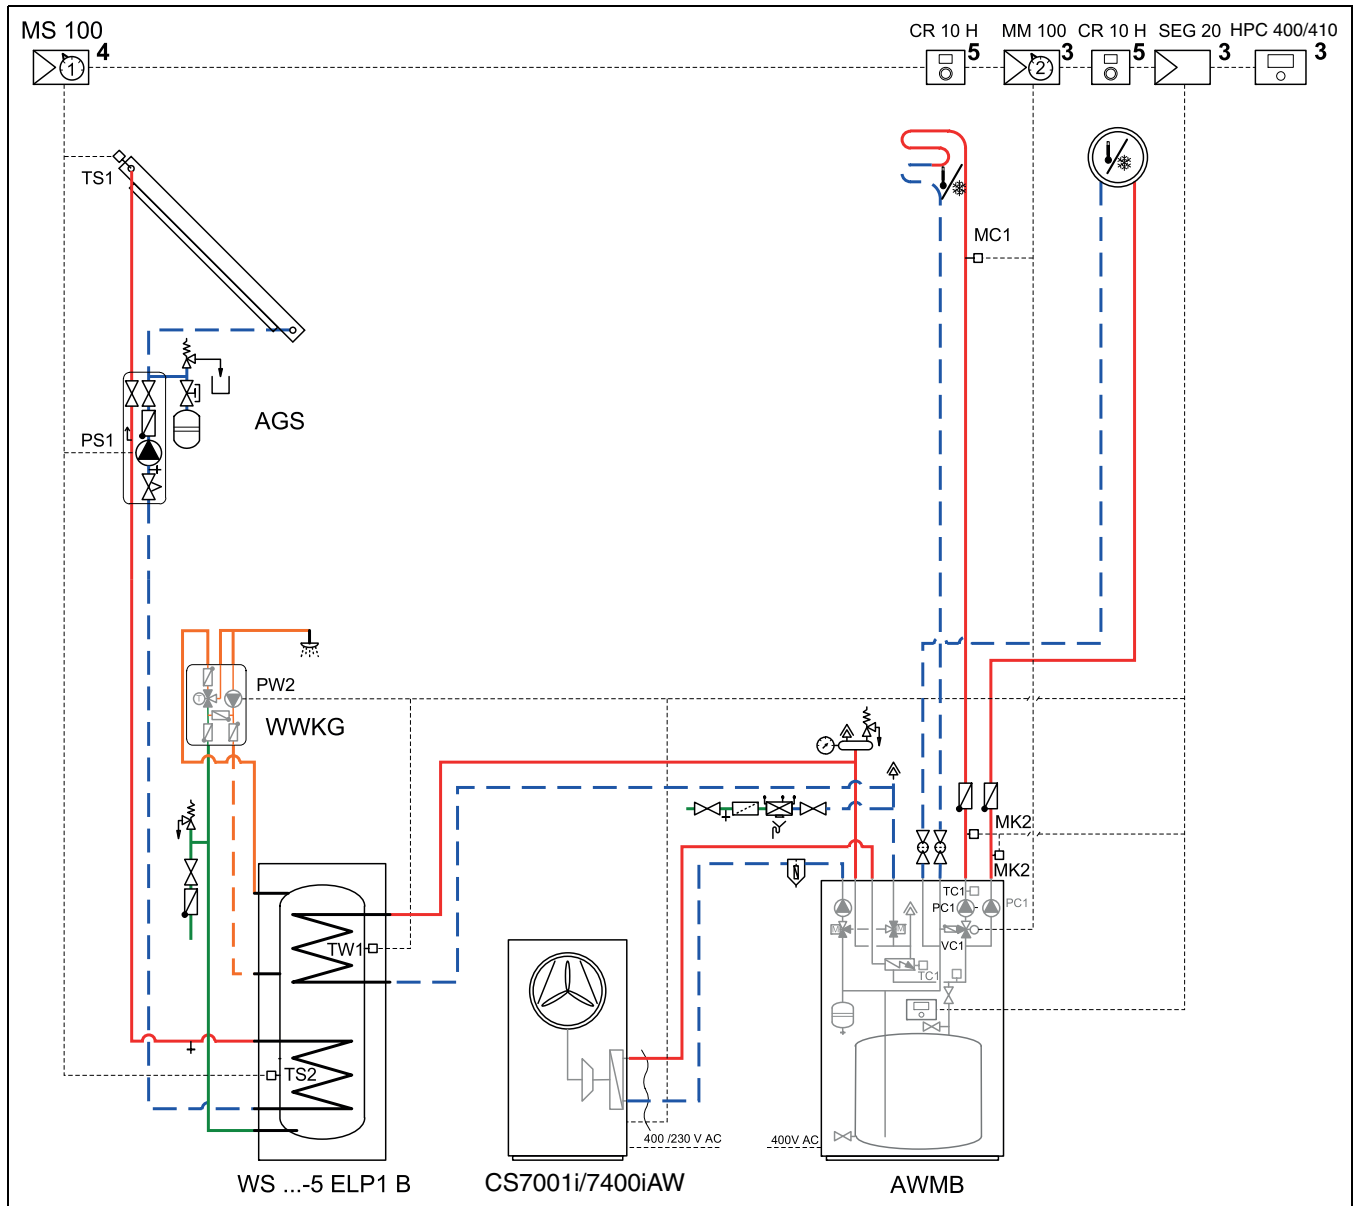 MS 100
CR 10 H
MM 100
CR 10 H
SEG 20
HPC 400/410
4
5
3
5
3
3
1
2
TS1
MC1
AGS
PS1
PW2
T
WWKG
MK2
MK2
TC1
PC1
PC1
M
M
VC1
TW1
TC1
TS2
400 /230 V AC
400V AC
WS ...-5 ELP1 B
CS7001i/7400iAW
AWMB